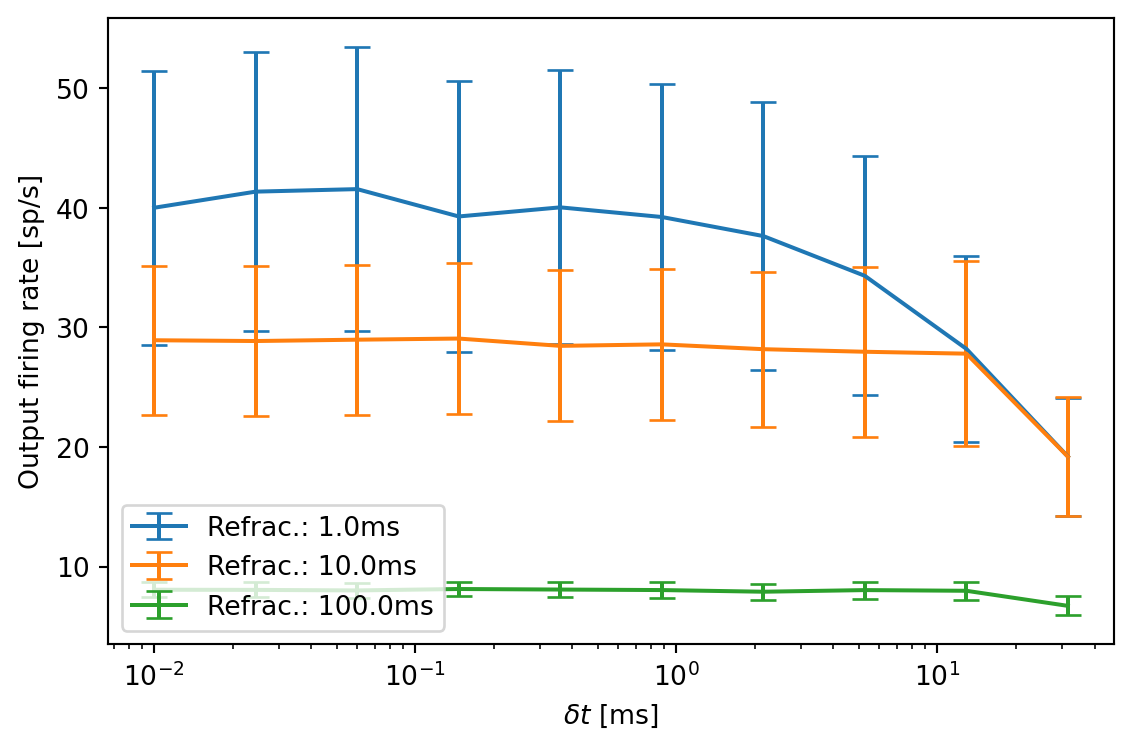 Output firing rate [sp/s]
50
40
30
20
10
Refrac.: 1.0ms
Refrac.: 10.0ms
Refrac.: 100.0ms
10⁻² 10⁻¹ 10⁰ 10¹
δt [ms]